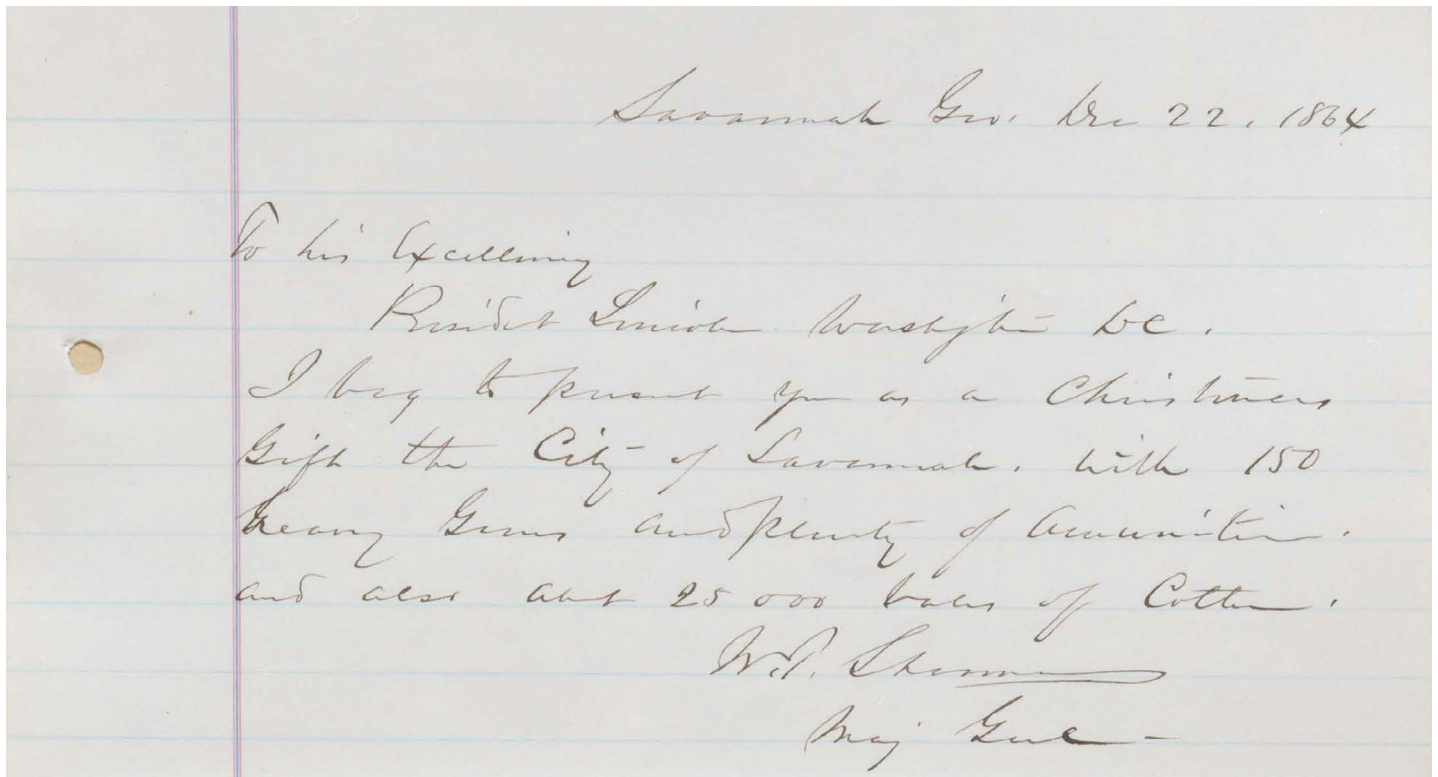 Savannah Geo. Dec 22, 1864
To his Excellency
President Lincoln Washington D.C.
I beg to present you as a Christmas
Gift the City of Savannah. with 150
heavy Guns and plenty of ammunition.
and also about 25 000 bales of Cotton.
W.T. Sherman
Maj Genl